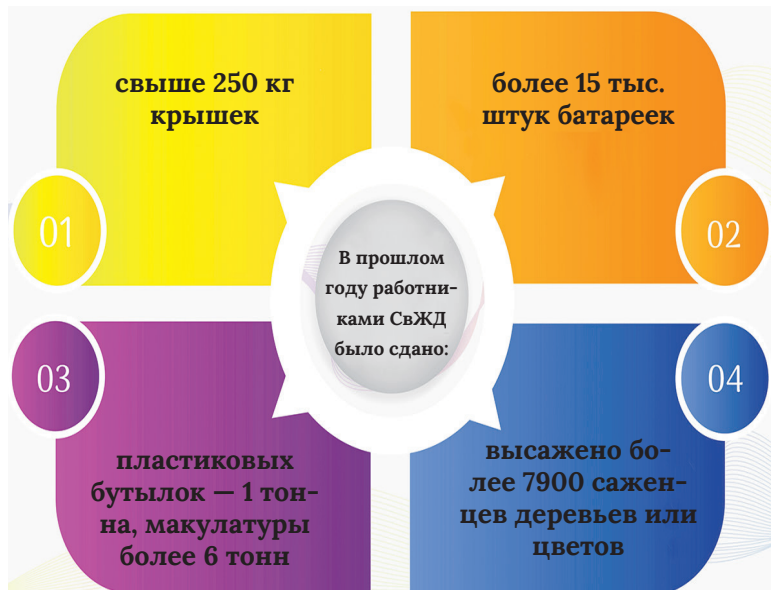 свыше 250 кг
крышек
01
более 15 тыс.
штук батареек
02
В прошлом
году работни-
ками СвЖД
было сдано:
03
пластиковых
бутылок — 1 тон-
на, макулатуры
более 6 тонн
04
высажено бо-
лее 7900 сажен-
цев деревьев или
цветов